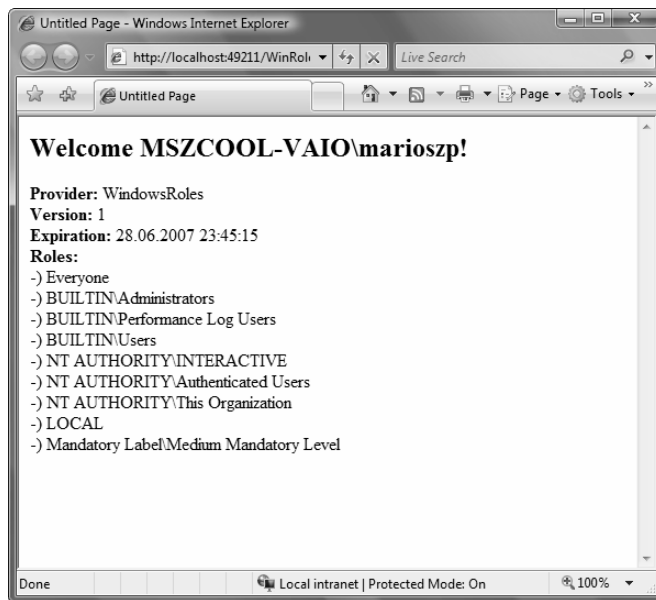 Untitled Page - Windows Internet Explorer
http://localhost:49211/WinRol
Live Search
Untitled Page
Page
Tools
Welcome MSZCOOL-VAIO\marioszp!
Provider: WindowsRoles
Version: 1
Expiration: 28.06.2007 23:45:15
Roles:
-) Everyone
-) BUILTIN\Administrators
-) BUILTIN\Performance Log Users
-) BUILTIN\Users
-) NT AUTHORITY\INTERACTIVE
-) NT AUTHORITY\Authenticated Users
-) NT AUTHORITY\This Organization
-) LOCAL
-) Mandatory Label\Medium Mandatory Level
Done
Local intranet | Protected Mode: On
100%